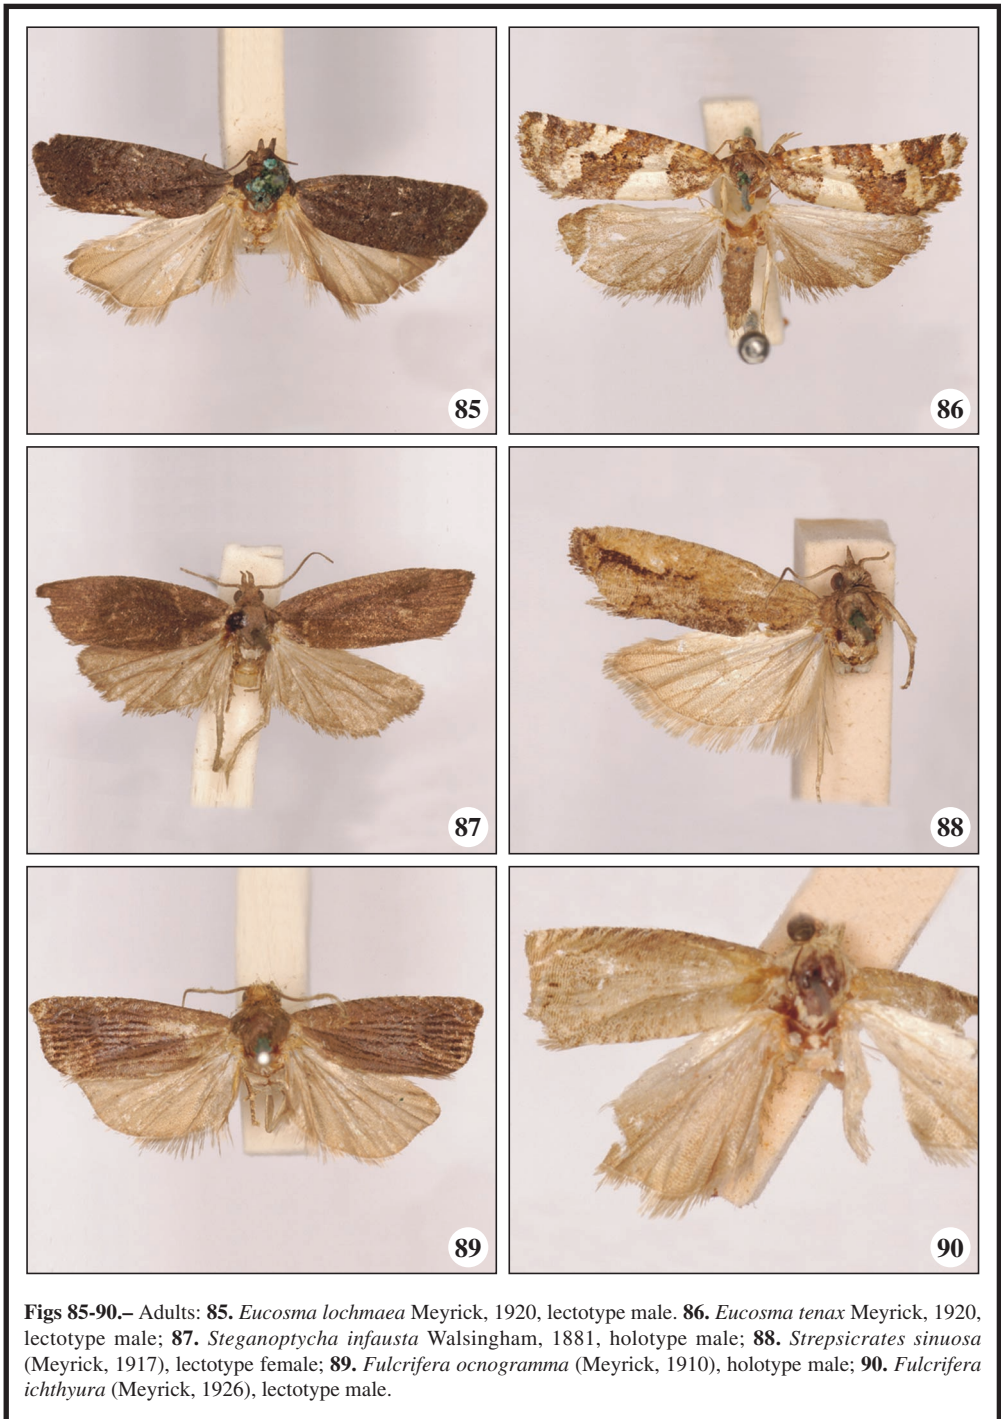 85
86
87
88
89
90
Figs 85-90.– Adults: 85. Eucosma lochmaea Meyrick, 1920, lectotype male. 86. Eucosma tenax Meyrick, 1920,
lectotype male; 87. Steganoptycha infausta Walsingham, 1881, holotype male; 88. Strepsicrates sinuosa
(Meyrick, 1917), lectotype female; 89. Fulcrifera ocnogramma (Meyrick, 1910), holotype male; 90. Fulcrifera
ichthyura (Meyrick, 1926), lectotype male.